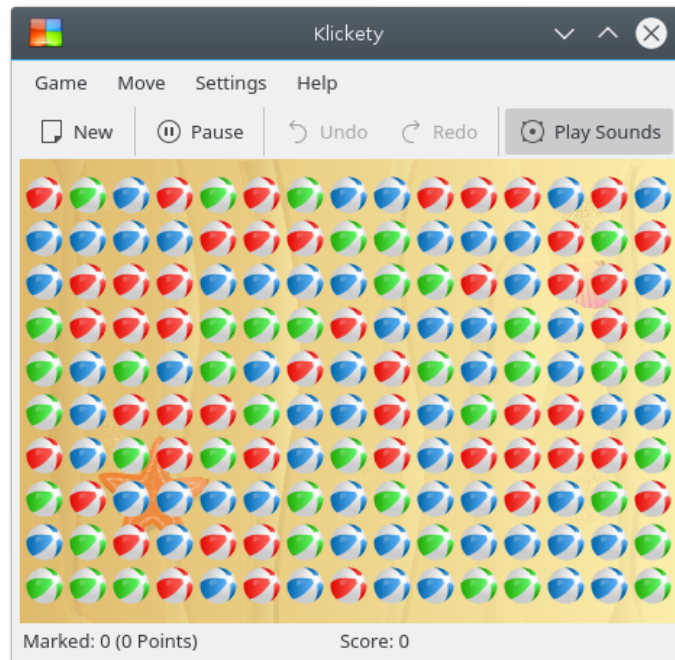 Klickety
Game Move Settings Help
New Pause Undo Redo Play Sounds
Marked: 0 (0 Points) Score: 0